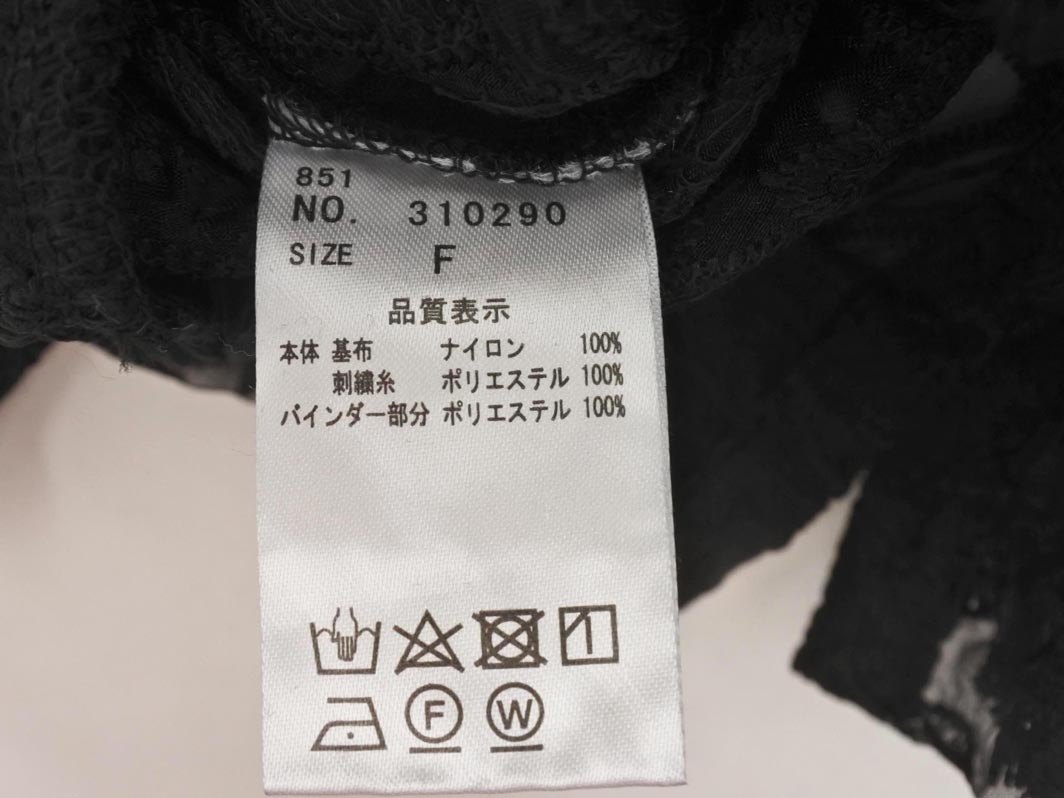 851
NO. 310290
SIZE F
品質表示
本体 基布 ナイロン 100%
刺繍糸 ポリエステル 100%
バインダー部分 ポリエステル 100%
F W